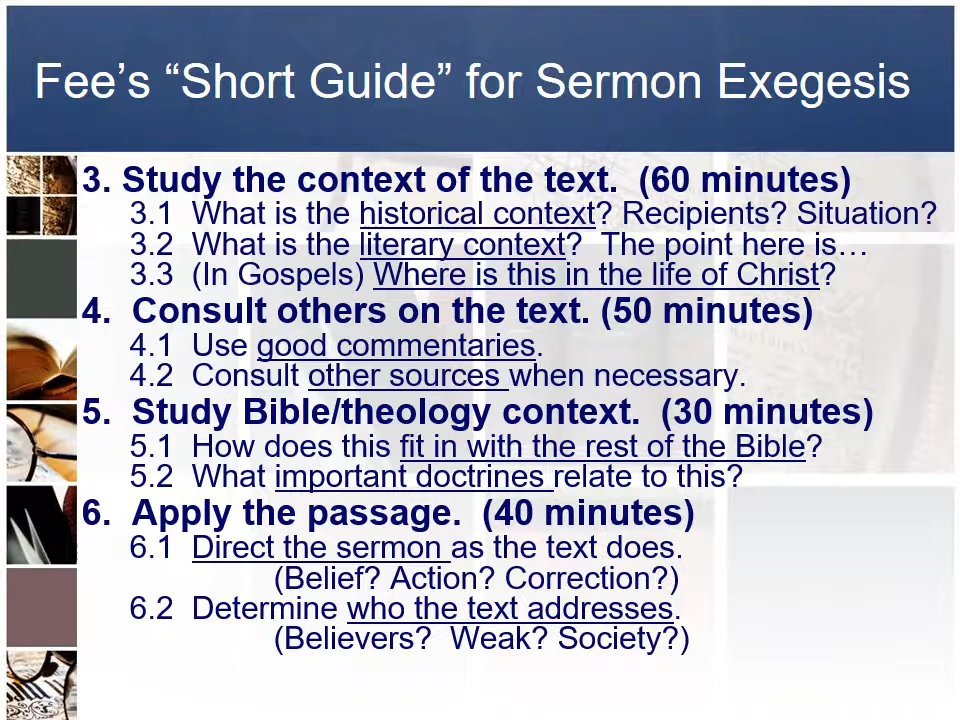 Fee’s “Short Guide” for Sermon Exegesis
3. Study the context of the text.  (60 minutes)
3.1  What is the historical context? Recipients? Situation?
3.2  What is the literary context?  The point here is…
3.3  (In Gospels) Where is this in the life of Christ?
4.  Consult others on the text. (50 minutes)
4.1  Use good commentaries.
4.2  Consult other sources when necessary.
5.  Study Bible/theology context.  (30 minutes)
5.1  How does this fit in with the rest of the Bible?
5.2  What important doctrines relate to this?
6.  Apply the passage.  (40 minutes)
6.1  Direct the sermon as the text does.
(Belief? Action? Correction?)
6.2  Determine who the text addresses.
(Believers?  Weak? Society?)